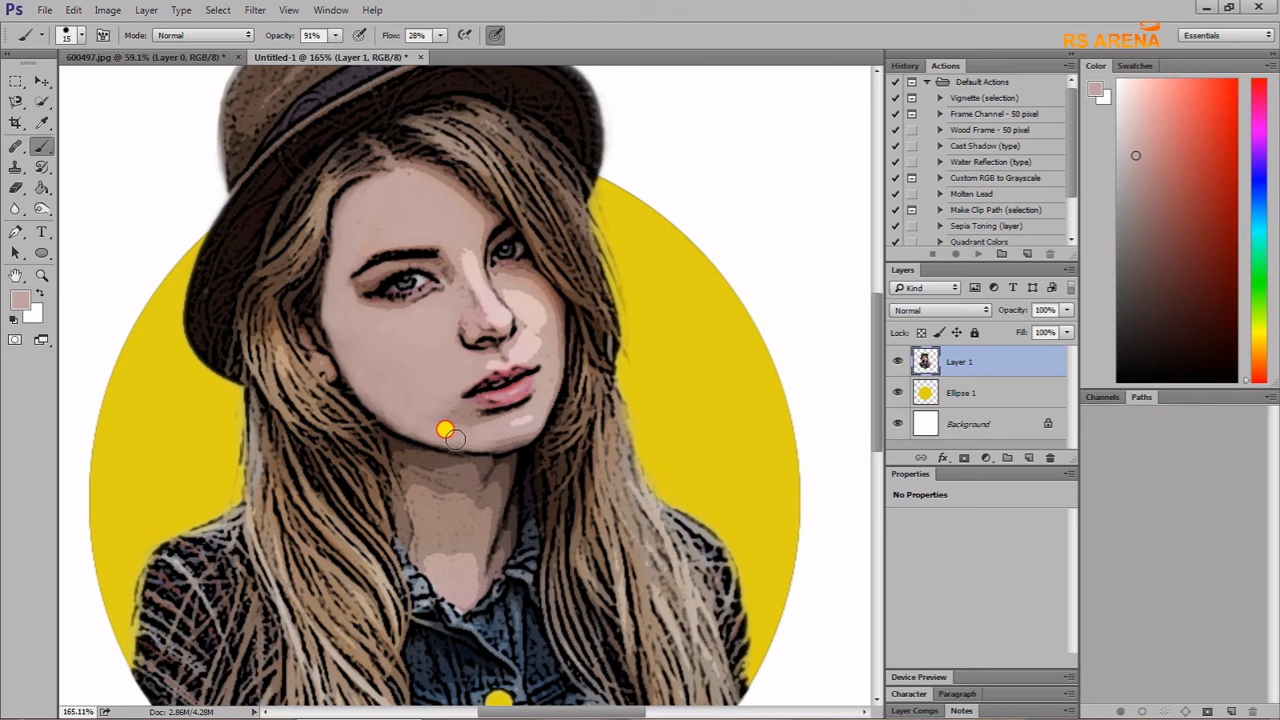 Ps File Edit Image Layer Type Select Filter View Window Help
15 Mode: Normal Opacity: 91% Flow: 28% Essentials
RS ARENA
600497.jpg @ 59.1% (Layer 0, RGB/8) * × Untitled-1 @ 165% (Layer 1, RGB/8) * ×
History Actions
Color Swatches
Default Actions
Vignette (selection)
Frame Channel - 50 pixel
Wood Frame - 50 pixel
Cast Shadow (type)
Water Reflection (type)
Custom RGB to Grayscale
Molten Lead
Make Clip Path (selection)
Sepia Toning (layer)
Quadrant Colors
Layers
Kind
Normal Opacity: 100%
Lock: Fill: 100%
Layer 1
Ellipse 1
Background
Channels Paths
Properties
No Properties
Device Preview
Character Paragraph
Layer Comps Notes
165.11% Doc: 2.86M/4.28M